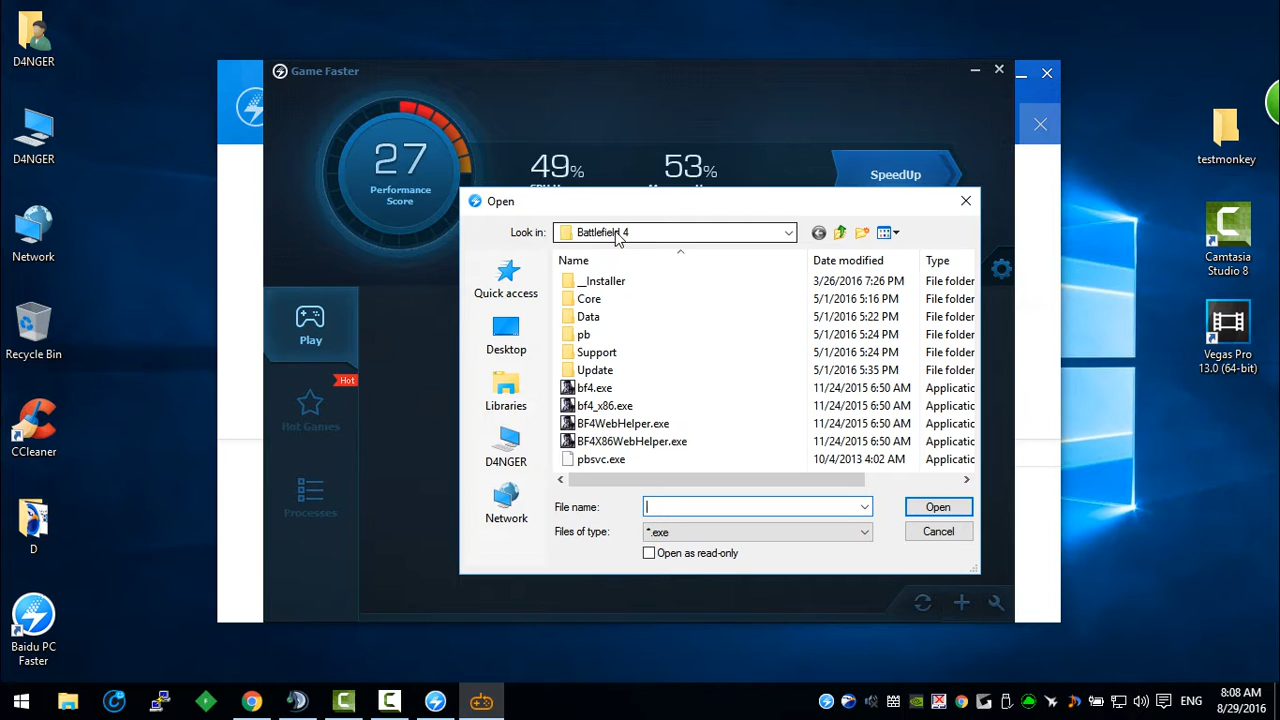 D4NGER
D4NGER
Network
Recycle Bin
CCleaner
D
Baidu PC
Faster
Game Faster
27
Performance
Score
49%
53%
SpeedUp
Play
Hot
Hot Games
Processes
Open
Look in:
Battlefield 4
Name
Date modified
Type
__Installer
3/26/2016 7:26 PM
File folder
Core
5/1/2016 5:16 PM
File folder
Data
5/1/2016 5:22 PM
File folder
pb
5/1/2016 5:24 PM
File folder
Support
5/1/2016 5:24 PM
File folder
Update
5/1/2016 5:35 PM
File folder
bf4.exe
11/24/2015 6:50 AM
Applicatic
bf4_x86.exe
11/24/2015 6:50 AM
Applicatic
BF4WebHelper.exe
11/24/2015 6:50 AM
Applicatic
BF4X86WebHelper.exe
11/24/2015 6:50 AM
Applicatic
pbsvc.exe
10/4/2013 4:02 AM
Applicatic
Quick access
Desktop
Libraries
D4NGER
Network
File name:
Open
Files of type:
*.exe
Cancel
Open as read-only
testmonkey
Camtasia
Studio 8
Vegas Pro
13.0 (64-bit)
ENG
8:08 AM
8/29/2016